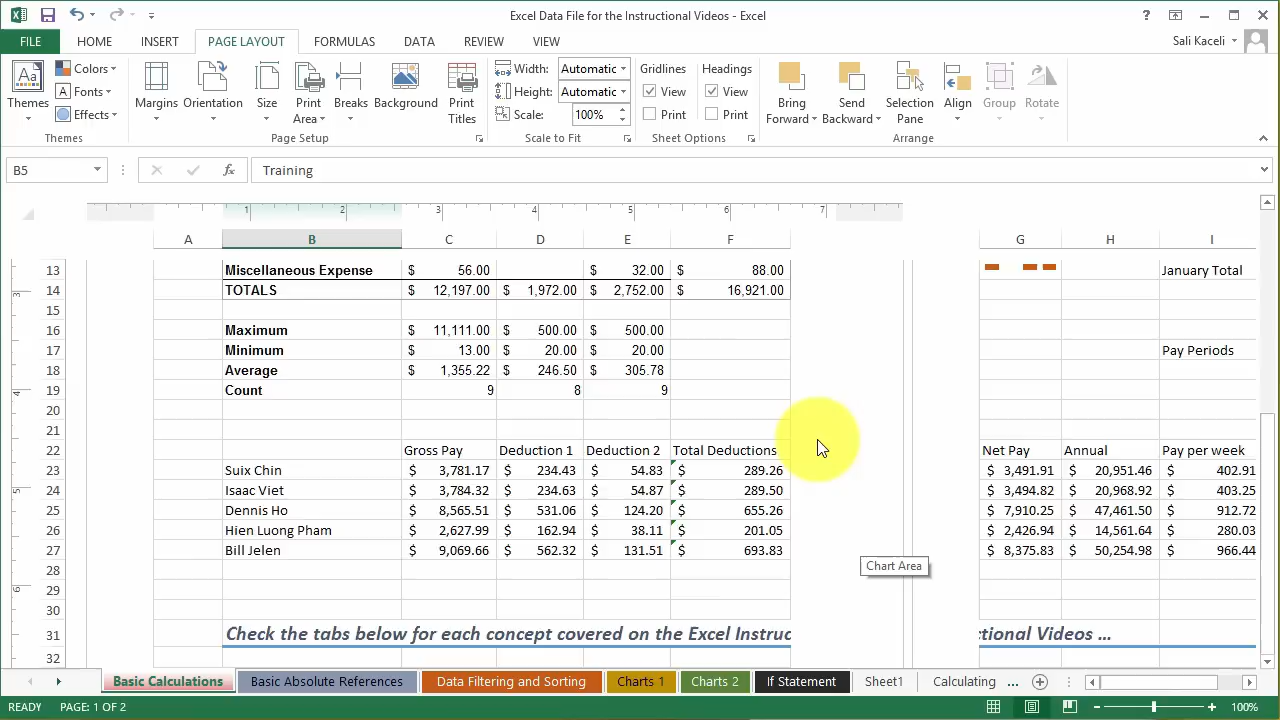 Excel Data File for the Instructional Videos - Excel
FILE HOME INSERT PAGE LAYOUT FORMULAS DATA REVIEW VIEW Sali Kaceli
Themes Colors Fonts Effects Margins Orientation Size Print Area Breaks Background Print Titles Width: Automatic Height: Automatic Scale: 100% Gridlines View Print Headings View Print Bring Forward Send Backward Selection Pane Align Group Rotate
Themes Page Setup Scale to Fit Sheet Options Arrange
B5 fx Training
1 2 3 4 5 6 7
A B C D E F G H I
13 Miscellaneous Expense $ 56.00 $ 32.00 $ 88.00 January Total
14 TOTALS $ 12,197.00 $ 1,972.00 $ 2,752.00 $ 16,921.00
15
16 Maximum $ 11,111.00 $ 500.00 $ 500.00
17 Minimum $ 13.00 $ 20.00 $ 20.00 Pay Periods
18 Average $ 1,355.22 $ 246.50 $ 305.78
19 Count 9 8 9
20
21
22 Gross Pay Deduction 1 Deduction 2 Total Deductions Net Pay Annual Pay per week
23 Suix Chin $ 3,781.17 $ 234.43 $ 54.83 $ 289.26 $ 3,491.91 $ 20,951.46 $ 402.91
24 Isaac Viet $ 3,784.32 $ 234.63 $ 54.87 $ 289.50 $ 3,494.82 $ 20,968.92 $ 403.25
25 Dennis Ho $ 8,565.51 $ 531.06 $ 124.20 $ 655.26 $ 7,910.25 $ 47,461.50 $ 912.72
26 Hien Luong Pham $ 2,627.99 $ 162.94 $ 38.11 $ 201.05 $ 2,426.94 $ 14,561.64 $ 280.03
27 Bill Jelen $ 9,069.66 $ 562.32 $ 131.51 $ 693.83 $ 8,375.83 $ 50,254.98 $ 966.44
Chart Area
28
29
30
31 Check the tabs below for each concept covered on the Excel Instruc ctional Videos ...
32
3 4 5 6
Basic Calculations Basic Absolute References Data Filtering and Sorting Charts 1 Charts 2 If Statement Sheet1 Calculating ...
READY PAGE: 1 OF 2 100%